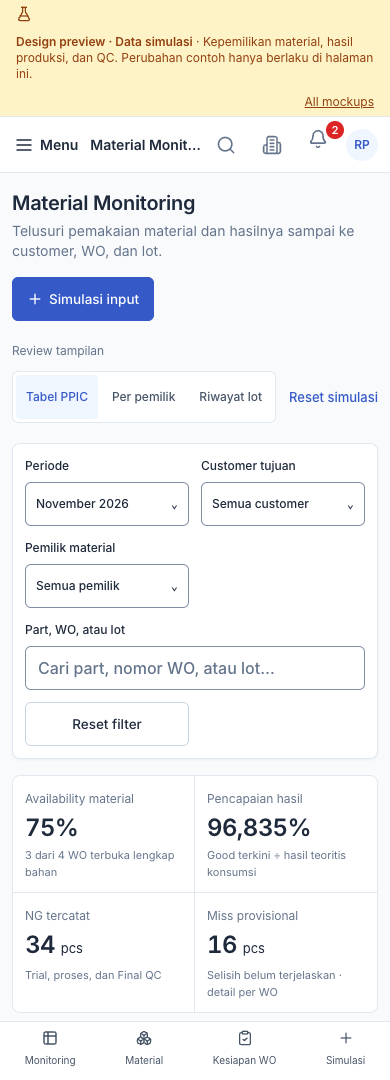 Design preview · Data simulasi · Kepemilikan material, hasil
produksi, dan QC. Perubahan contoh hanya berlaku di halaman
ini.
All mockups
Menu Material Monit... 2 RP
Material Monitoring
Telusuri pemakaian material dan hasilnya sampai ke
customer, WO, dan lot.
+ Simulasi input
Review tampilan
Tabel PPIC Per pemilik Riwayat lot Reset simulasi
Periode Customer tujuan
November 2026 Semua customer
Pemilik material
Semua pemilik
Part, WO, atau lot
Cari part, nomor WO, atau lot...
Reset filter
Availability material Pencapaian hasil
75% 96,835%
3 dari 4 WO terbuka lengkap Good terkini ÷ hasil teoritis
bahan konsumsi
NG tercatat Miss provisional
34 pcs 16 pcs
Trial, proses, dan Final QC Selisih belum terjelaskan ·
detail per WO
Monitoring Material Kesiapan WO Simulasi